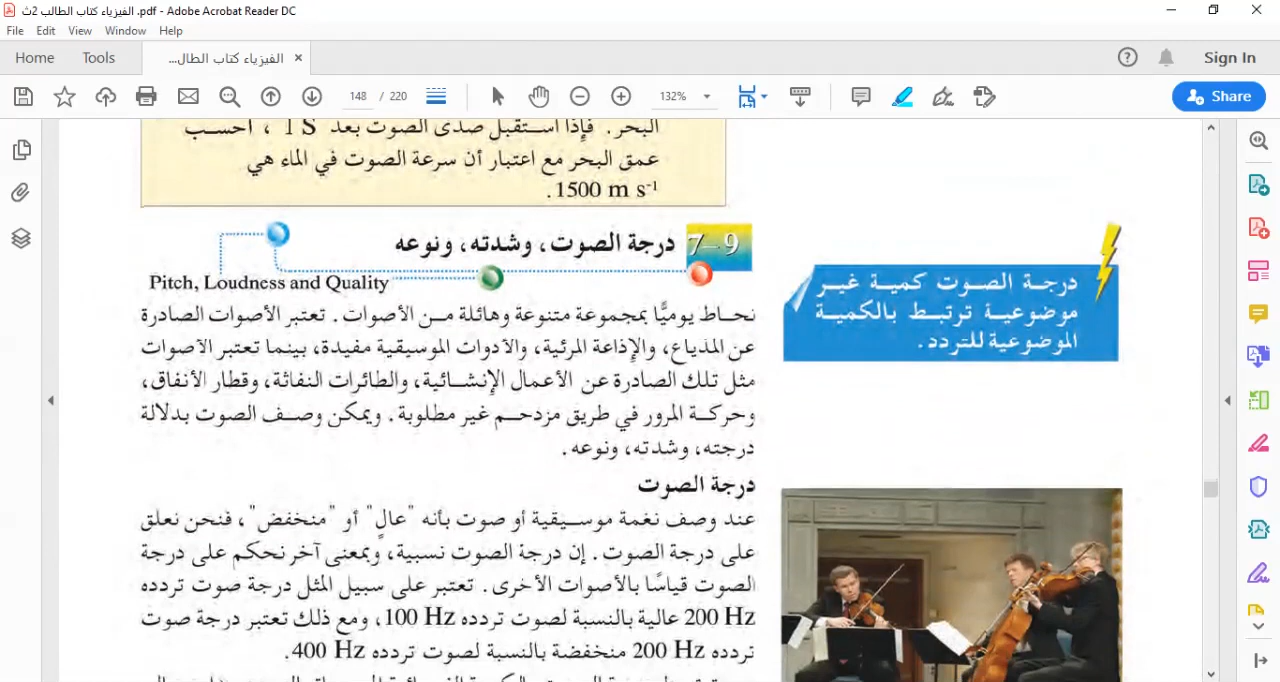 الفيزياء كتاب الطالب 2ث .pdf - Adobe Acrobat Reader DC
File Edit View Window Help
Home Tools الفيزياء كتاب الطال... × Sign In
148 / 220 132% Share
البحر. فإذا استقبل صدى الصوت بعد 1 S ، احسب
عمق البحر مع اعتبار أن سرعة الصوت في الماء هي
1500 m s⁻¹.
7-9 درجة الصوت، وشدته، ونوعه
Pitch, Loudness and Quality
درجة الصوت كمية غير
موضوعية ترتبط بالكمية
الموضوعية للتردد.
نحاط يوميًّا بمجموعة متنوعة وهائلة من الأصوات. تعتبر الأصوات الصادرة
عن المذياع، والإذاعة المرئية، والأدوات الموسيقية مفيدة، بينما تعتبر الأصوات
مثل تلك الصادرة عن الأعمال الإنشائية، والطائرات النفاثة، وقطار الأنفاق،
وحركة المرور في طريق مزدحم غير مطلوبة. ويمكن وصف الصوت بدلالة
درجته، وشدته، ونوعه.
درجة الصوت
عند وصف نغمة موسيقية أو صوت بأنه "عالٍ" أو "منخفض"، فنحن نعلق
على درجة الصوت. إن درجة الصوت نسبية، وبمعنى آخر نحكم على درجة
الصوت قياسًا بالأصوات الأخرى. تعتبر على سبيل المثل درجة صوت تردده
200 Hz عالية بالنسبة لصوت تردده 100 Hz، ومع ذلك تعتبر درجة صوت
تردده 200 Hz منخفضة بالنسبة لصوت تردده 400 Hz.